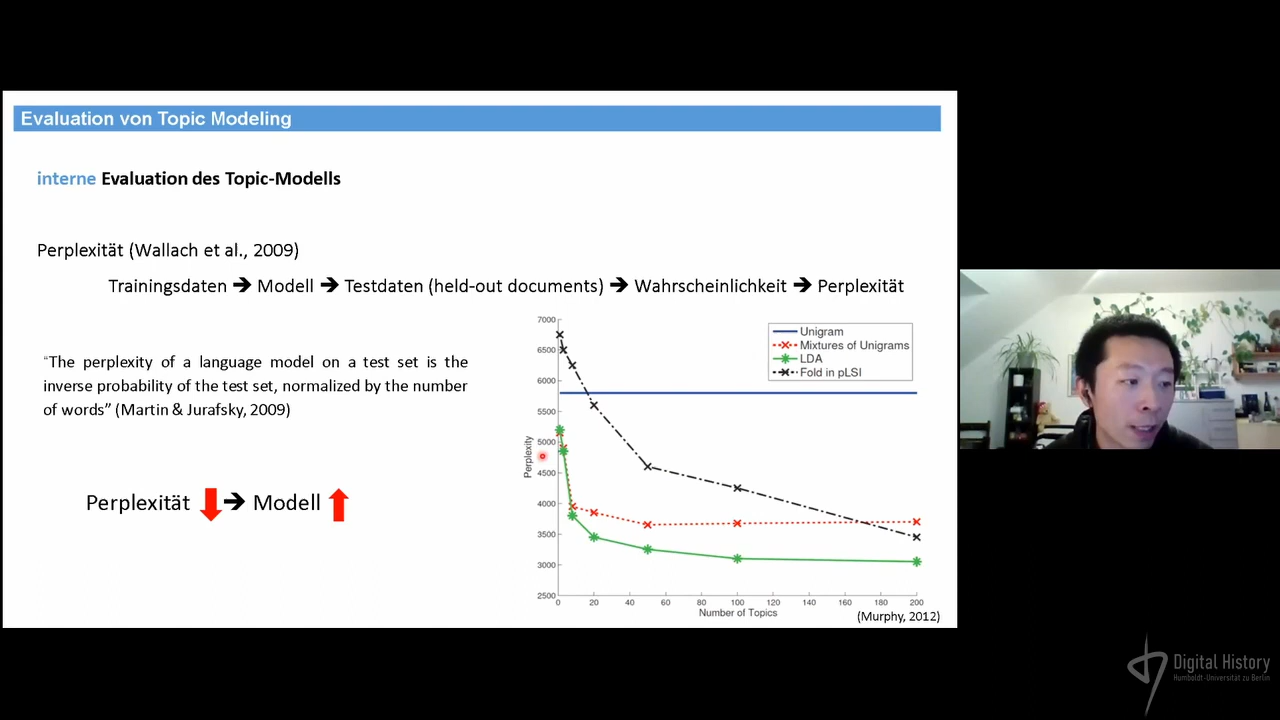 Evaluation von Topic Modeling
interne Evaluation des Topic-Modells
Perplexität (Wallach et al., 2009)
Trainingsdaten ➔ Modell ➔ Testdaten (held-out documents) ➔ Wahrscheinlichkeit ➔ Perplexität
“The perplexity of a language model on a test set is the
inverse probability of the test set, normalized by the number
of words” (Martin & Jurafsky, 2009)
Perplexität ➔ Modell
7000
6500
6000
5500
5000
4500
4000
3500
3000
2500
Perplexity
Unigram
Mixtures of Unigrams
LDA
Fold in pLSI
0 20 40 60 80 100 120 140 160 180 200
Number of Topics
(Murphy, 2012)
Digital History
Humboldt-Universität zu Berlin